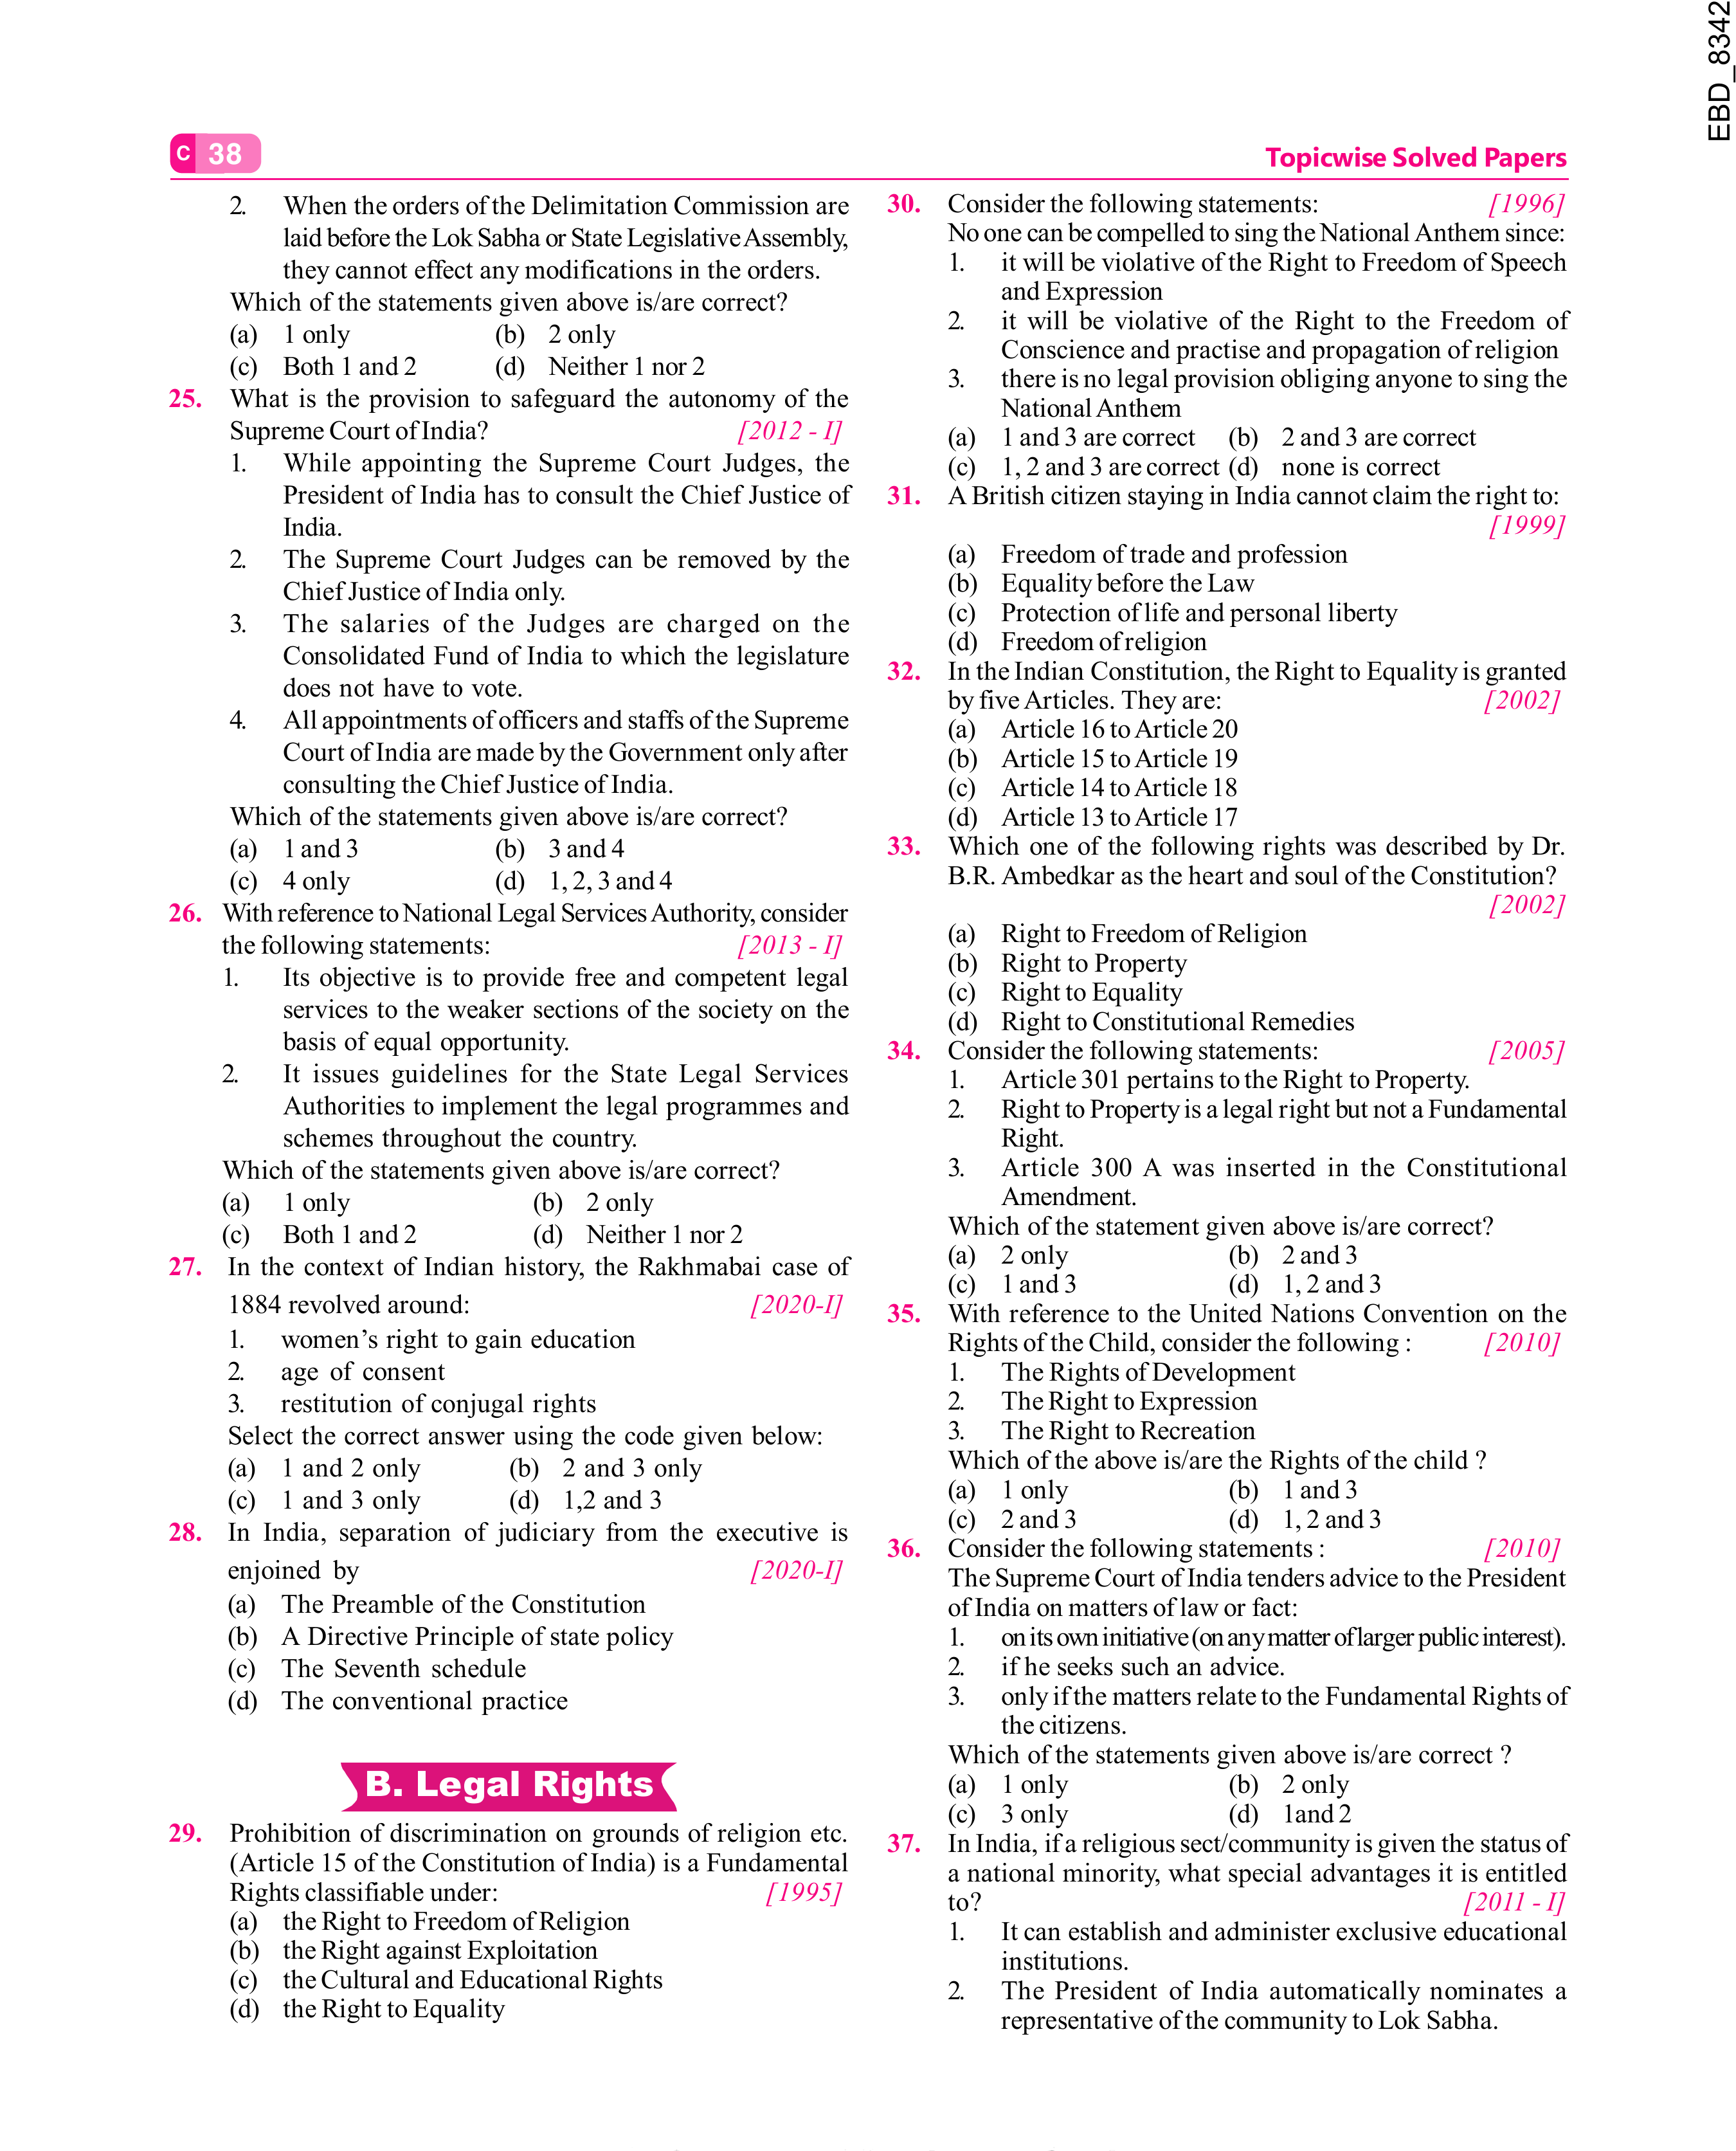 EBD_8342
C 38
Topicwise Solved Papers
2. When the orders of the Delimitation Commission are
laid before the Lok Sabha or State Legislative Assembly,
they cannot effect any modifications in the orders.
Which of the statements given above is/are correct?
(a) 1 only (b) 2 only
(c) Both 1 and 2 (d) Neither 1 nor 2
25. What is the provision to safeguard the autonomy of the
Supreme Court of India? [2012 - I]
1. While appointing the Supreme Court Judges, the
President of India has to consult the Chief Justice of
India.
2. The Supreme Court Judges can be removed by the
Chief Justice of India only.
3. The salaries of the Judges are charged on the
Consolidated Fund of India to which the legislature
does not have to vote.
4. All appointments of officers and staffs of the Supreme
Court of India are made by the Government only after
consulting the Chief Justice of India.
Which of the statements given above is/are correct?
(a) 1 and 3 (b) 3 and 4
(c) 4 only (d) 1, 2, 3 and 4
26. With reference to National Legal Services Authority, consider
the following statements: [2013 - I]
1. Its objective is to provide free and competent legal
services to the weaker sections of the society on the
basis of equal opportunity.
2. It issues guidelines for the State Legal Services
Authorities to implement the legal programmes and
schemes throughout the country.
Which of the statements given above is/are correct?
(a) 1 only (b) 2 only
(c) Both 1 and 2 (d) Neither 1 nor 2
27. In the context of Indian history, the Rakhmabai case of
1884 revolved around: [2020-I]
1. women's right to gain education
2. age of consent
3. restitution of conjugal rights
Select the correct answer using the code given below:
(a) 1 and 2 only (b) 2 and 3 only
(c) 1 and 3 only (d) 1,2 and 3
28. In India, separation of judiciary from the executive is
enjoined by [2020-I]
(a) The Preamble of the Constitution
(b) A Directive Principle of state policy
(c) The Seventh schedule
(d) The conventional practice
B. Legal Rights
29. Prohibition of discrimination on grounds of religion etc.
(Article 15 of the Constitution of India) is a Fundamental
Rights classifiable under: [1995]
(a) the Right to Freedom of Religion
(b) the Right against Exploitation
(c) the Cultural and Educational Rights
(d) the Right to Equality
30. Consider the following statements: [1996]
No one can be compelled to sing the National Anthem since:
1. it will be violative of the Right to Freedom of Speech
and Expression
2. it will be violative of the Right to the Freedom of
Conscience and practise and propagation of religion
3. there is no legal provision obliging anyone to sing the
National Anthem
(a) 1 and 3 are correct (b) 2 and 3 are correct
(c) 1, 2 and 3 are correct (d) none is correct
31. A British citizen staying in India cannot claim the right to:
[1999]
(a) Freedom of trade and profession
(b) Equality before the Law
(c) Protection of life and personal liberty
(d) Freedom of religion
32. In the Indian Constitution, the Right to Equality is granted
by five Articles. They are: [2002]
(a) Article 16 to Article 20
(b) Article 15 to Article 19
(c) Article 14 to Article 18
(d) Article 13 to Article 17
33. Which one of the following rights was described by Dr.
B.R. Ambedkar as the heart and soul of the Constitution?
[2002]
(a) Right to Freedom of Religion
(b) Right to Property
(c) Right to Equality
(d) Right to Constitutional Remedies
34. Consider the following statements: [2005]
1. Article 301 pertains to the Right to Property.
2. Right to Property is a legal right but not a Fundamental
Right.
3. Article 300 A was inserted in the Constitutional
Amendment.
Which of the statement given above is/are correct?
(a) 2 only (b) 2 and 3
(c) 1 and 3 (d) 1, 2 and 3
35. With reference to the United Nations Convention on the
Rights of the Child, consider the following : [2010]
1. The Rights of Development
2. The Right to Expression
3. The Right to Recreation
Which of the above is/are the Rights of the child ?
(a) 1 only (b) 1 and 3
(c) 2 and 3 (d) 1, 2 and 3
36. Consider the following statements : [2010]
The Supreme Court of India tenders advice to the President
of India on matters of law or fact:
1. on its own initiative (on any matter of larger public interest).
2. if he seeks such an advice.
3. only if the matters relate to the Fundamental Rights of
the citizens.
Which of the statements given above is/are correct ?
(a) 1 only (b) 2 only
(c) 3 only (d) 1and 2
37. In India, if a religious sect/community is given the status of
a national minority, what special advantages it is entitled
to? [2011 - I]
1. It can establish and administer exclusive educational
institutions.
2. The President of India automatically nominates a
representative of the community to Lok Sabha.